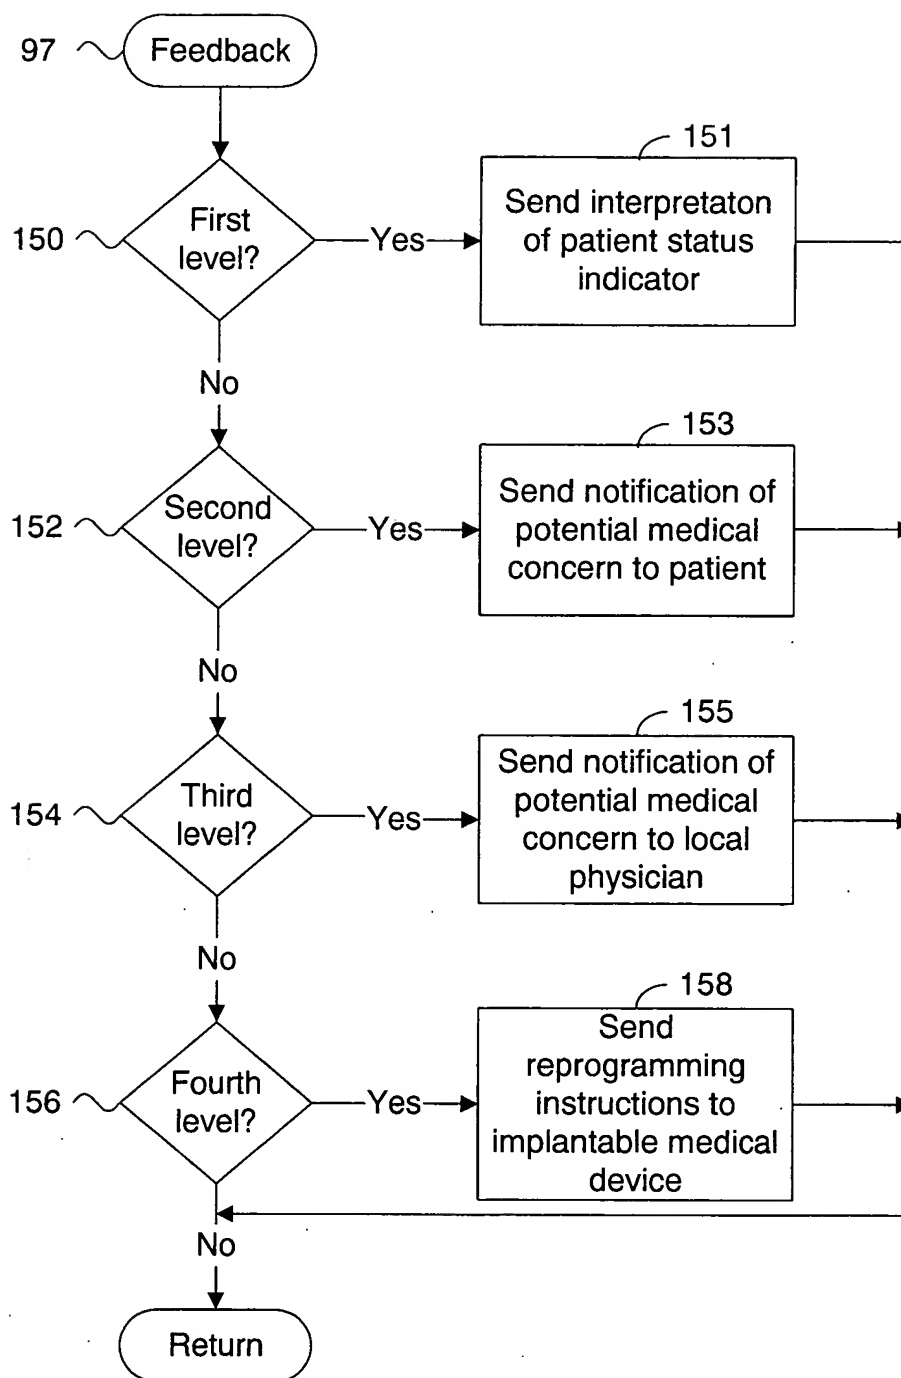 97
Feedback
151
150
First
level?
Yes
Send interpretaton
of patient status
indicator
No
153
152
Second
level?
Yes
Send notification of
potential medical
concern to patient
No
155
154
Third
level?
Yes
Send notification of
potential medical
concern to local
physician
No
158
156
Fourth
level?
Yes
Send
reprogramming
instructions to
implantable medical
device
No
Return